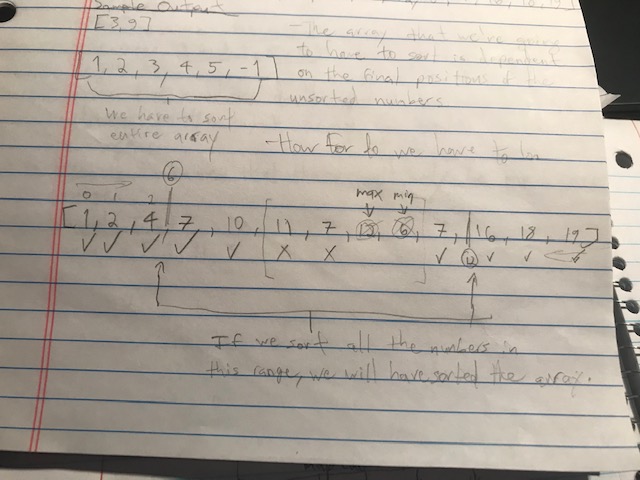 Sample Output
[3,9]
- The array that we're going
to have to sort is dependent
on the final positions of the
unsorted numbers
[1, 2, 3, 4, 5, -1]
We have to sort
entire array
- How far do we have to
6
0 1 2
max min
[1, 2, 4, 7, 10, 11, 7, 12, 6, 7, 16, 18, 19]
✓ ✓ ✓ ✓ ✓ X X ✓ 12 ✓ ✓
If we sort all the numbers in
this range, we will have sorted the array.